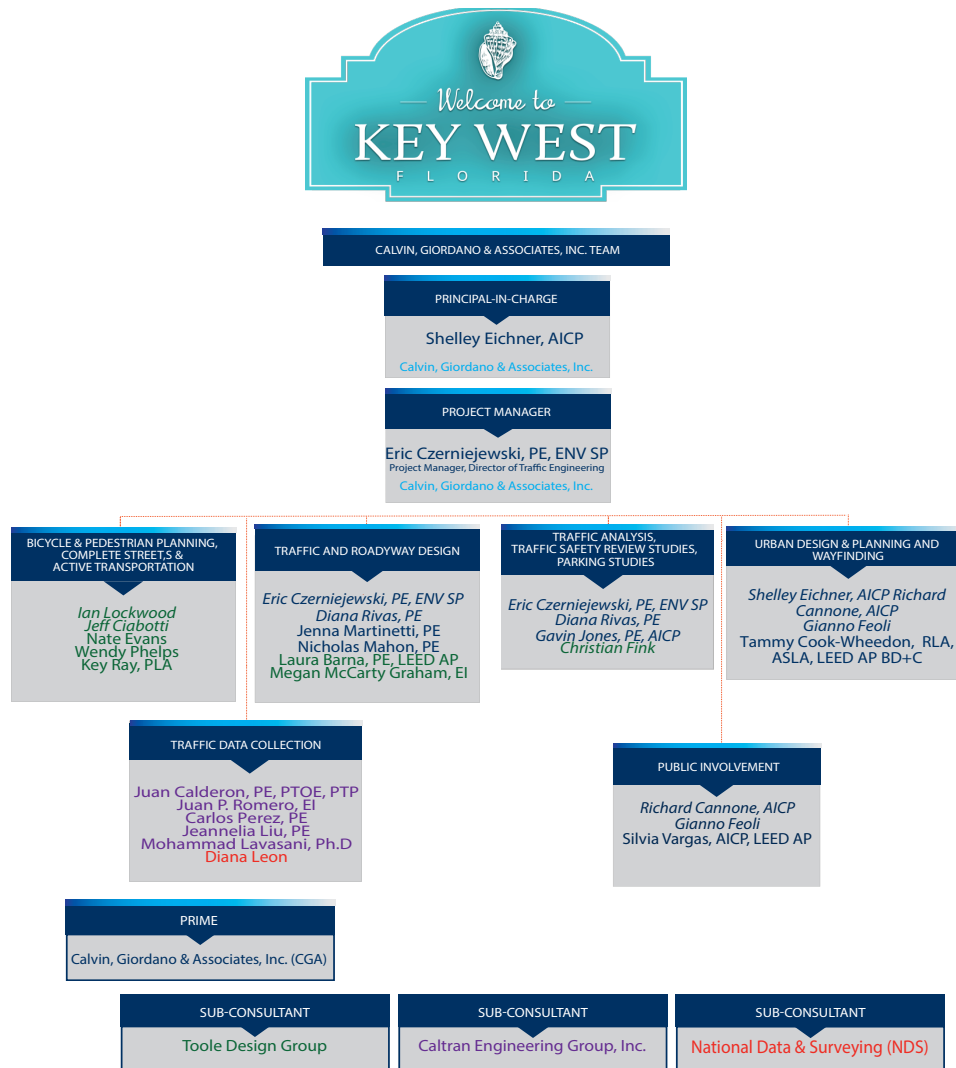 Welcome to
KEY WEST
FLORIDA
CALVIN, GIORDANO & ASSOCIATES, INC. TEAM
PRINCIPAL-IN-CHARGE
Shelley Eichner, AICP
Calvin, Giordano & Associates, Inc.
PROJECT MANAGER
Eric Czerniejewski, PE, ENV SP
Project Manager, Director of Traffic Engineering
Calvin, Giordano & Associates, Inc.
BICYCLE & PEDESTRIAN PLANNING,
COMPLETE STREET,S &
ACTIVE TRANSPORTATION
Ian Lockwood
Jeff Ciabotti
Nate Evans
Wendy Phelps
Key Ray, PLA
TRAFFIC AND ROADYWAY DESIGN
Eric Czerniejewski, PE, ENV SP
Diana Rivas, PE
Jenna Martinetti, PE
Nicholas Mahon, PE
Laura Barna, PE, LEED AP
Megan McCarty Graham, EI
TRAFFIC ANALYSIS,
TRAFFIC SAFETY REVIEW STUDIES,
PARKING STUDIES
Eric Czerniejewski, PE, ENV SP
Diana Rivas, PE
Gavin Jones, PE, AICP
Christian Fink
URBAN DESIGN & PLANNING AND
WAYFINDING
Shelley Eichner, AICP Richard
Cannone, AICP
Gianno Feoli
Tammy Cook-Wheedon, RLA,
ASLA, LEED AP BD+C
TRAFFIC DATA COLLECTION
Juan Calderon, PE, PTOE, PTP
Juan P. Romero, EI
Carlos Perez, PE
Jeannelia Liu, PE
Mohammad Lavasani, Ph.D
Diana Leon
PUBLIC INVOLVEMENT
Richard Cannone, AICP
Gianno Feoli
Silvia Vargas, AICP, LEED AP
PRIME
Calvin, Giordano & Associates, Inc. (CGA)
SUB-CONSULTANT
Toole Design Group
SUB-CONSULTANT
Caltran Engineering Group, Inc.
SUB-CONSULTANT
National Data & Surveying (NDS)